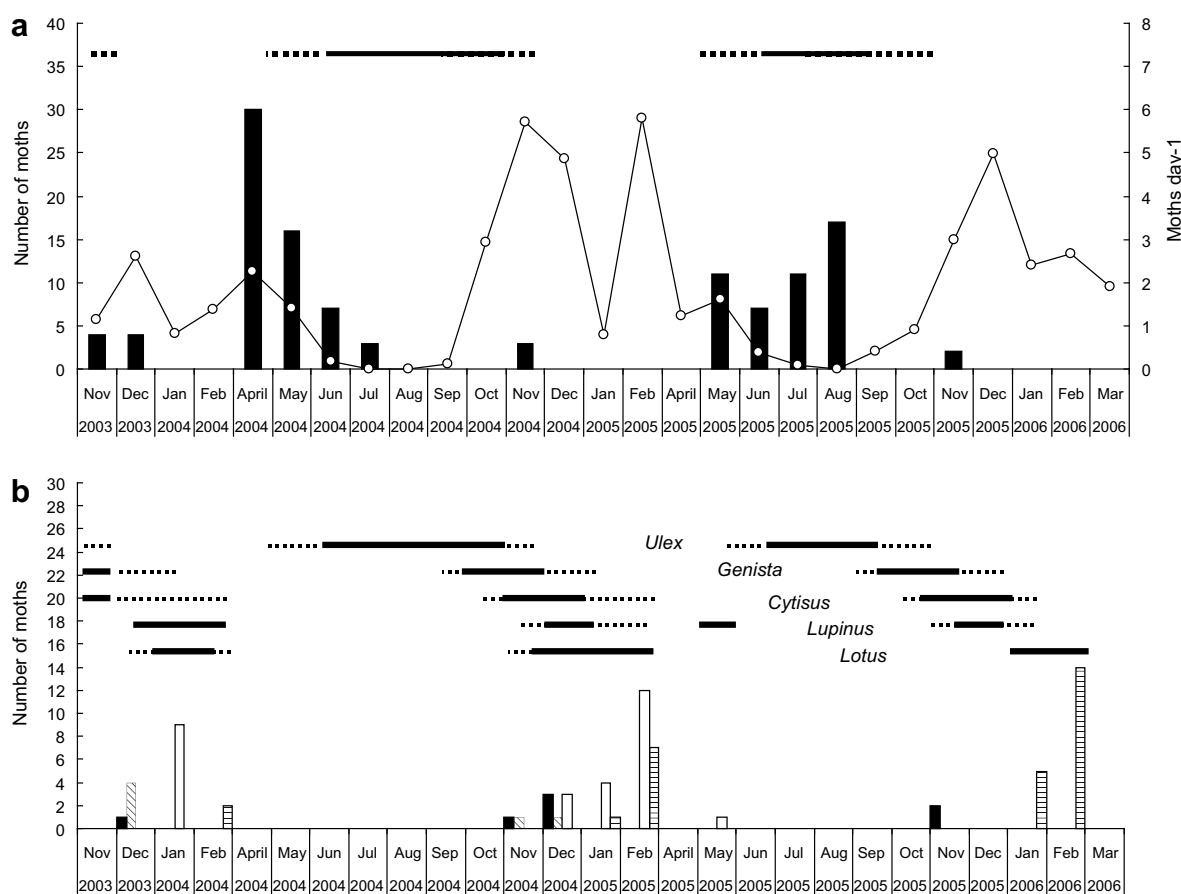 a
40 8
35 7
30 6
25 5
20 4
15 3
10 2
5 1
0 0
Number of moths
Moths day-1
Nov Dec Jan Feb April May Jun Jul Aug Sep Oct Nov Dec Jan Feb April May Jun Jul Aug Sep Oct Nov Dec Jan Feb Mar
2003 2003 2004 2004 2004 2004 2004 2004 2004 2004 2004 2004 2004 2005 2005 2005 2005 2005 2005 2005 2005 2005 2005 2005 2006 2006 2006
b
30
28
26
24
22
20
18
16
14
12
10
8
6
4
2
0
Number of moths
Ulex
Genista
Cytisus
Lupinus
Lotus
Nov Dec Jan Feb April May Jun Jul Aug Sep Oct Nov Dec Jan Feb April May Jun Jul Aug Sep Oct Nov Dec Jan Feb Mar
2003 2003 2004 2004 2004 2004 2004 2004 2004 2004 2004 2004 2004 2005 2005 2005 2005 2005 2005 2005 2005 2005 2005 2005 2006 2006 2006